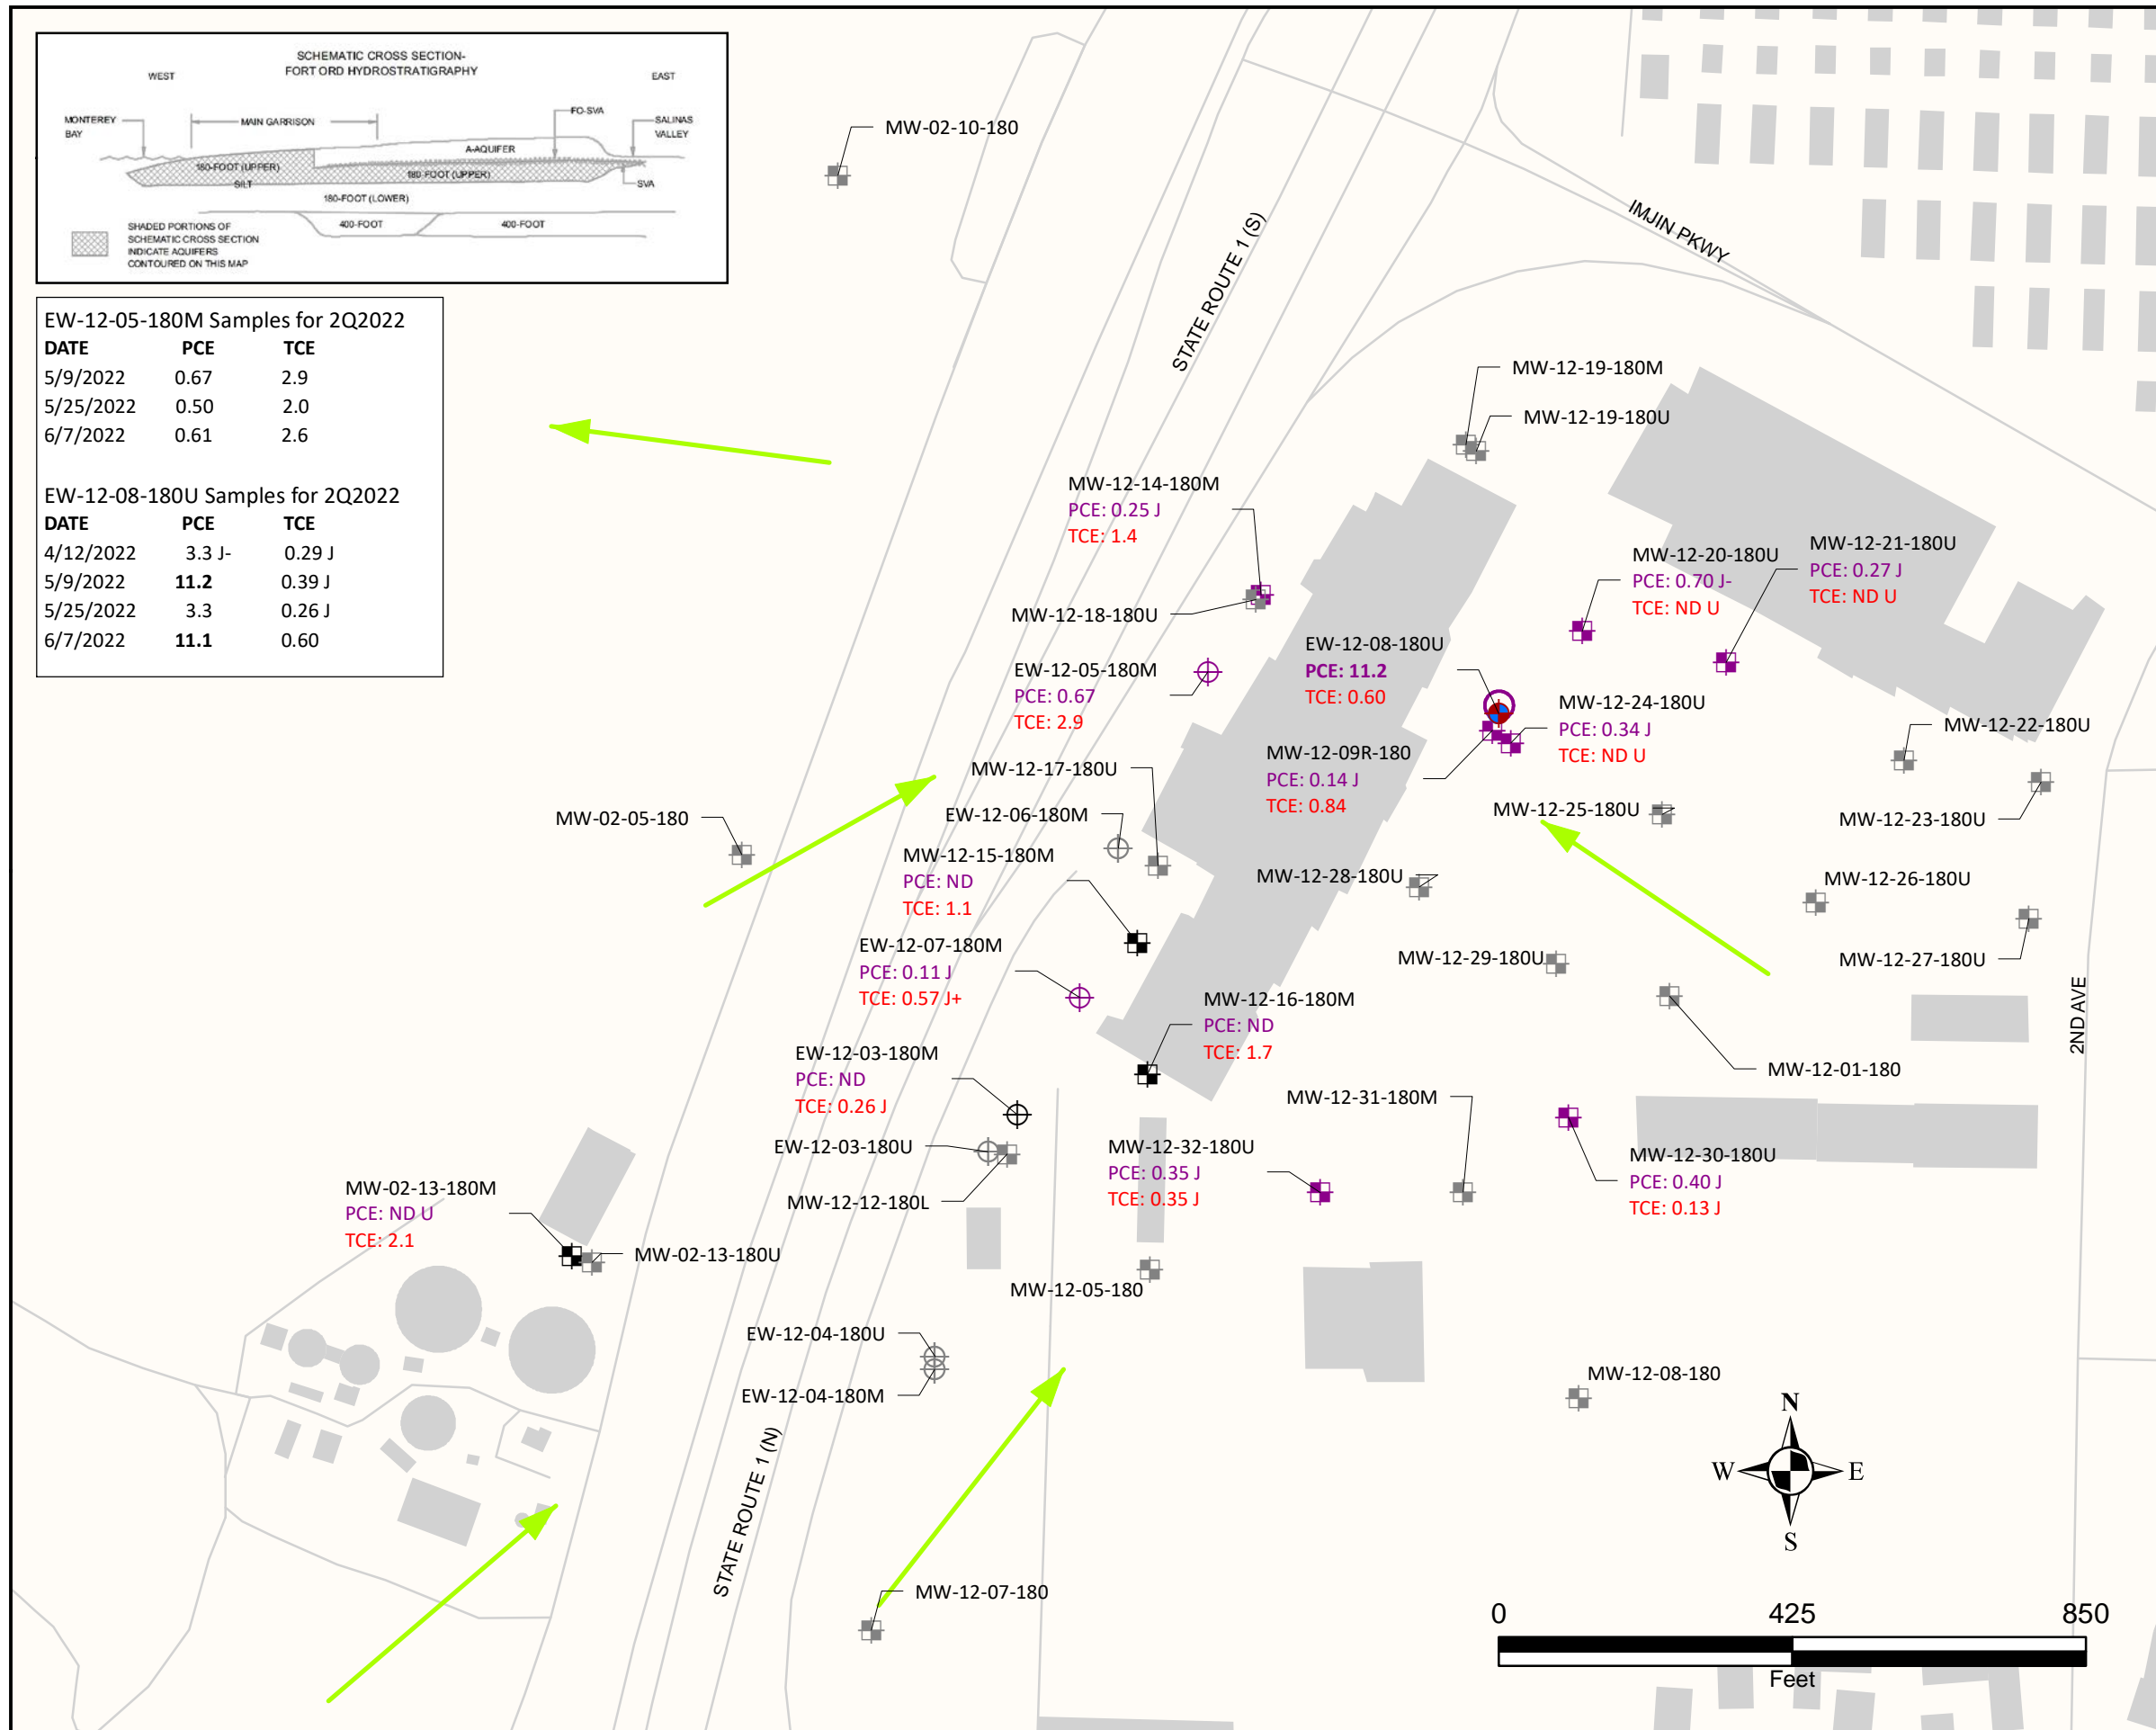 SCHEMATIC CROSS SECTION-
FORT ORD HYDROSTRATIGRAPHY
WEST
EAST
MONTEREY
BAY
MAIN GARRISON
FO-SVA
SALINAS
VALLEY
A-AQUIFER
180-FOOT (UPPER)
180-FOOT (UPPER)
SILT
SVA
180-FOOT (LOWER)
400-FOOT
400-FOOT
SHADED PORTIONS OF
SCHEMATIC CROSS SECTION
INDICATE AQUIFERS
CONTOURED ON THIS MAP
EW-12-05-180M Samples for 2Q2022
DATE PCE TCE
5/9/2022 0.67 2.9
5/25/2022 0.50 2.0
6/7/2022 0.61 2.6
EW-12-08-180U Samples for 2Q2022
DATE PCE TCE
4/12/2022 3.3 J- 0.29 J
5/9/2022 11.2 0.39 J
5/25/2022 3.3 0.26 J
6/7/2022 11.1 0.60
MW-02-10-180
STATE ROUTE 1 (S)
IMJIN PKWY
MW-12-19-180M
MW-12-19-180U
MW-12-14-180M
PCE: 0.25 J
TCE: 1.4
MW-12-18-180U
MW-12-20-180U
PCE: 0.70 J-
TCE: ND U
MW-12-21-180U
PCE: 0.27 J
TCE: ND U
EW-12-05-180M
PCE: 0.67
TCE: 2.9
EW-12-08-180U
PCE: 11.2
TCE: 0.60
MW-12-24-180U
PCE: 0.34 J
TCE: ND U
MW-12-09R-180
PCE: 0.14 J
TCE: 0.84
MW-12-22-180U
MW-12-23-180U
MW-12-17-180U
EW-12-06-180M
MW-02-05-180
MW-12-25-180U
MW-12-15-180M
PCE: ND
TCE: 1.1
MW-12-28-180U
MW-12-26-180U
EW-12-07-180M
PCE: 0.11 J
TCE: 0.57 J+
MW-12-29-180U
MW-12-27-180U
MW-12-16-180M
PCE: ND
TCE: 1.7
2ND AVE
EW-12-03-180M
PCE: ND
TCE: 0.26 J
MW-12-01-180
MW-12-31-180M
EW-12-03-180U
MW-12-32-180U
PCE: 0.35 J
TCE: 0.35 J
MW-12-30-180U
PCE: 0.40 J
TCE: 0.13 J
MW-12-12-180L
MW-02-13-180M
PCE: ND U
TCE: 2.1
MW-02-13-180U
MW-12-05-180
EW-12-04-180U
EW-12-04-180M
MW-12-08-180
STATE ROUTE 1 (N)
MW-12-07-180
N
W E
S
0 425 850
Feet